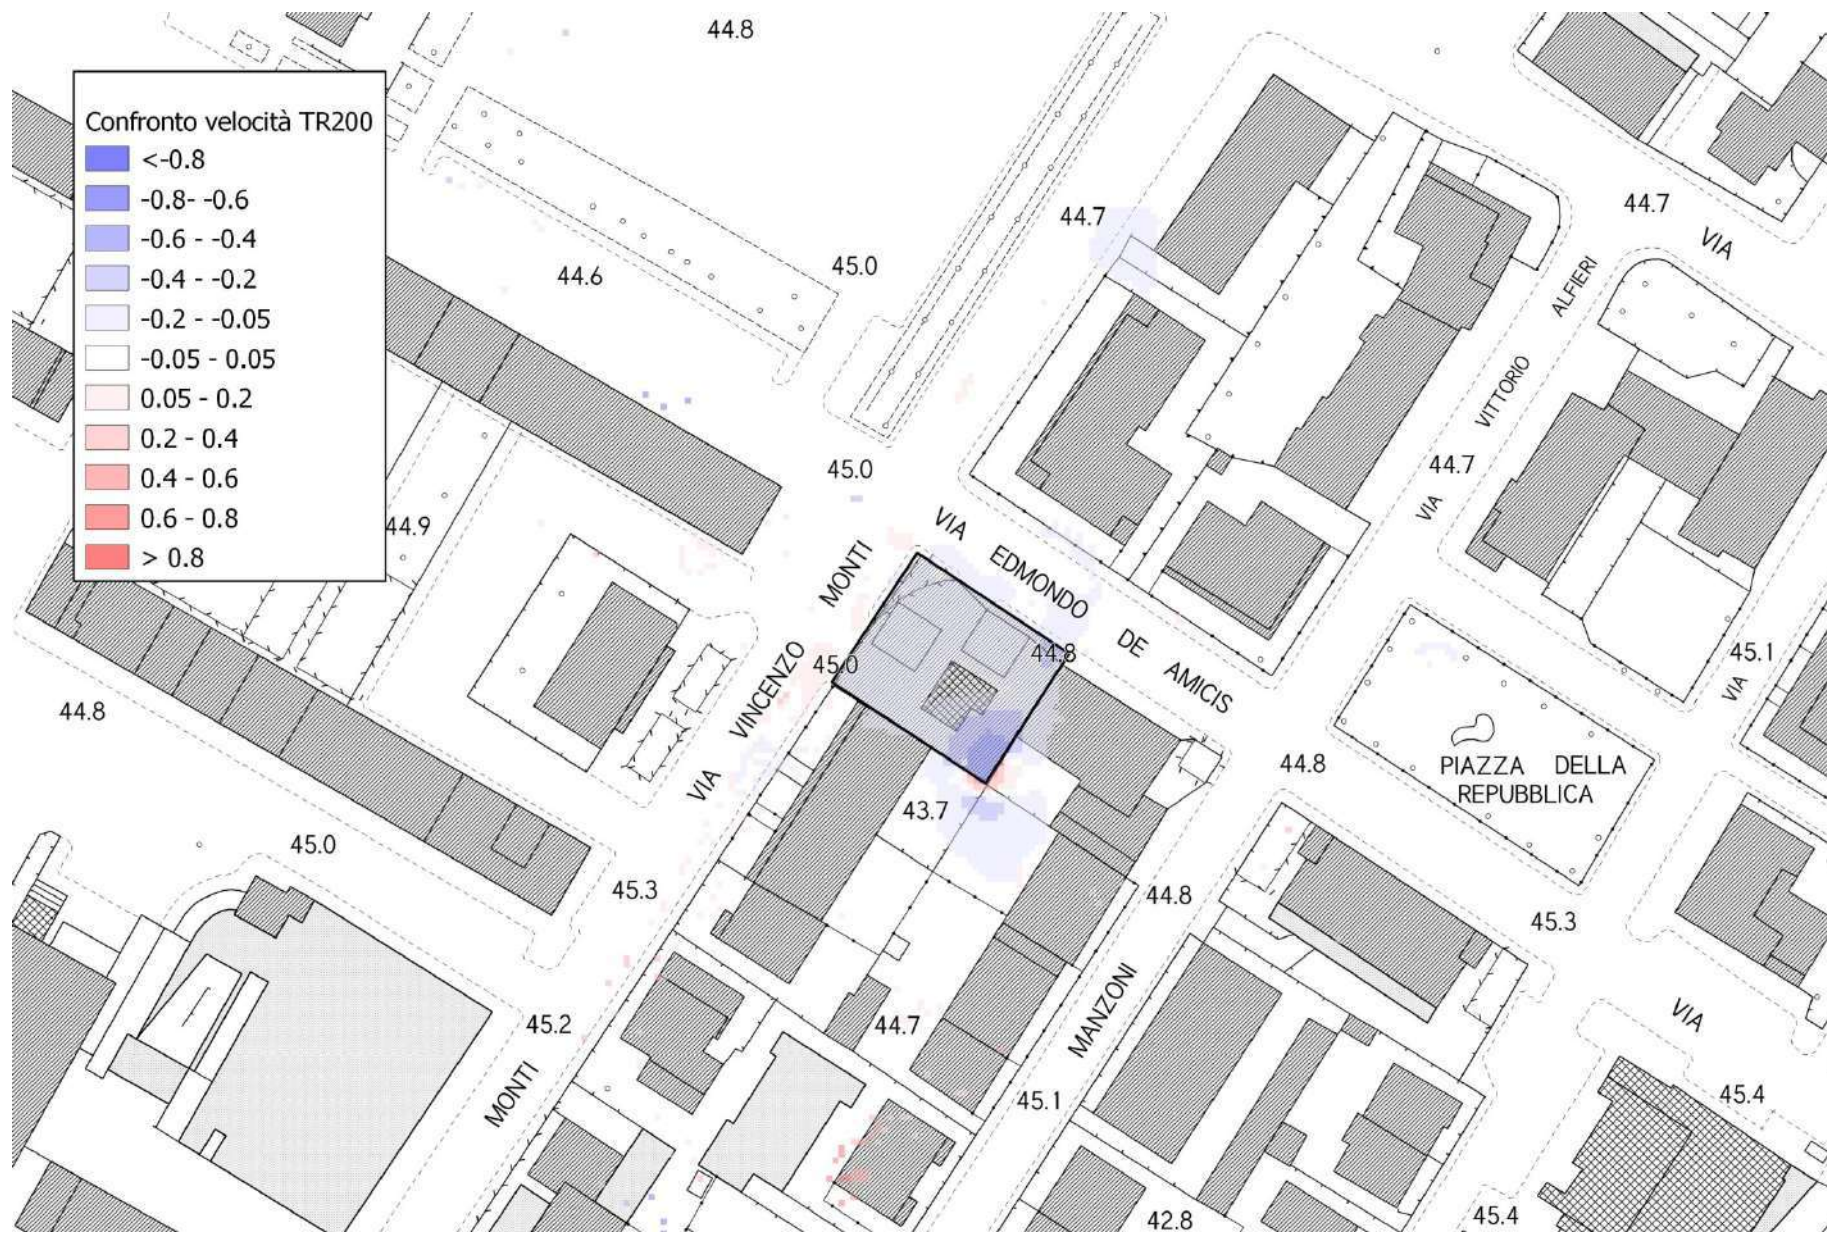 44.8
Confronto velocità TR200
<-0.8
-0.8- -0.6
-0.6 - -0.4
-0.4 - -0.2
-0.2 - -0.05
-0.05 - 0.05
0.05 - 0.2
0.2 - 0.4
0.4 - 0.6
0.6 - 0.8
> 0.8
44.7
44.7
VIA
44.6
45.0
ALFIERI
VITTORIO
VIA
44.7
45.0
44.9
VIA EDMONDO DE AMICIS
VIA VINCENZO MONTI
45.0
44.8
45.1
VIA
44.8
44.8
PIAZZA DELLA
REPUBBLICA
43.7
45.0
45.3
44.8
45.3
MANZONI
VIA
45.2
44.7
MONTI
45.1
45.4
42.8
45.4